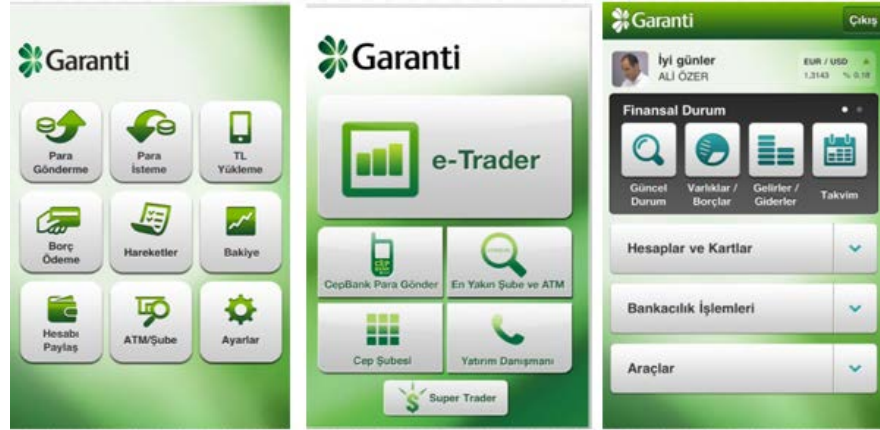 Garanti
Para
Gönderme
Para
İsteme
TL
Yükleme
Borç
Ödeme
Hareketler
Bakiye
Hesabı
Paylaş
ATM/Şube
Ayarlar
Garanti
e-Trader
CepBank Para Gönder
En Yakın Şube ve ATM
Cep Şubesi
Yatırım Danışmanı
Super Trader
Garanti
Çıkış
İyi günler
ALİ ÖZER
EUR / USD
1,3143 % 0,18
Finansal Durum
Güncel
Durum
Varlıklar /
Borçlar
Gelirler /
Giderler
Takvim
Hesaplar ve Kartlar
Bankacılık İşlemleri
Araçlar